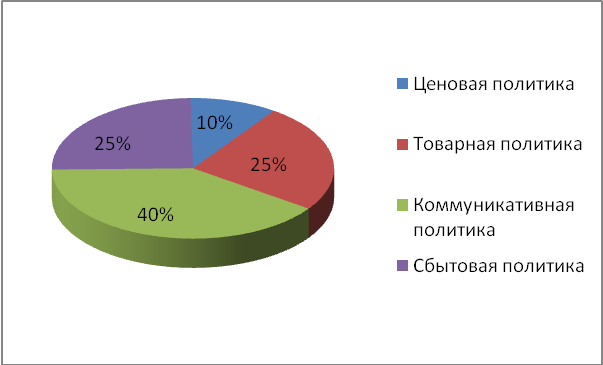 10%
25%
25%
40%
Ценовая политика
Товарная политика
Коммуникативная
политика
Сбытовая политика